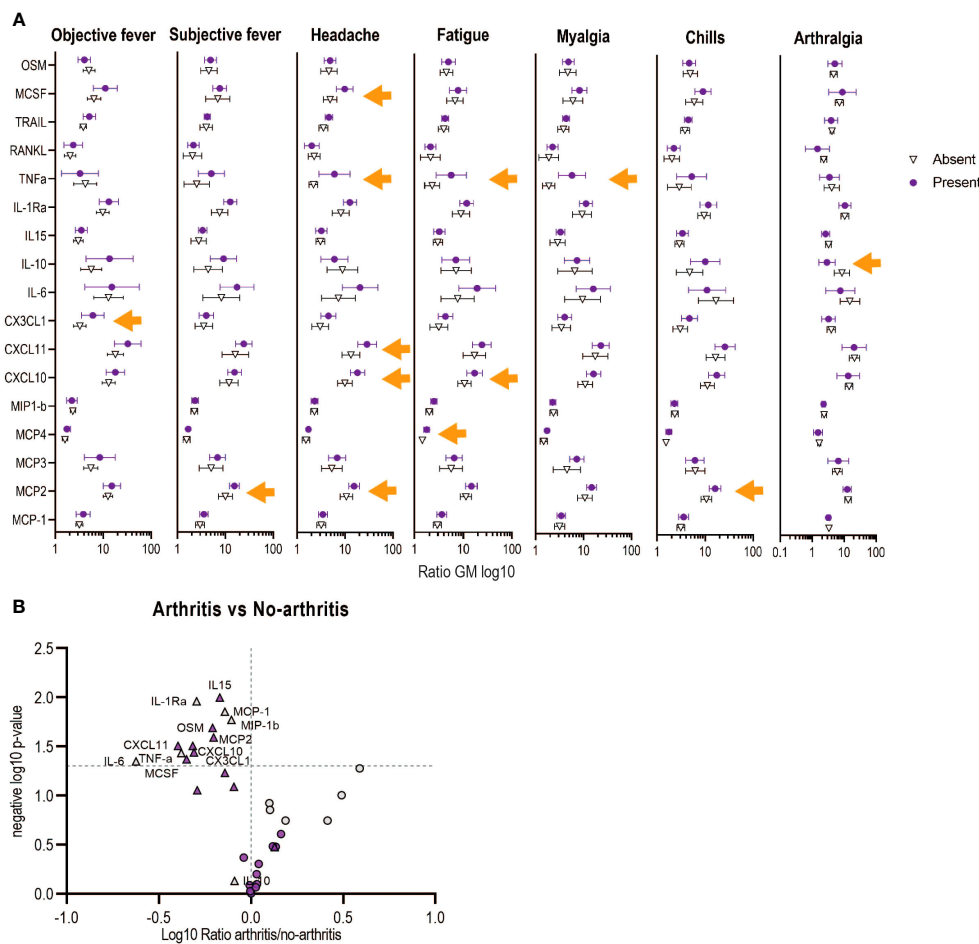 A
Objective fever Subjective fever Headache Fatigue Myalgia Chills Arthralgia
OSM
MCSF
TRAIL
RANKL
TNFa
IL-1Ra
IL15
IL-10
IL-6
CX3CL1
CXCL11
CXCL10
MIP1-b
MCP4
MCP3
MCP2
MCP-1
Absent
Present
1 10 100 1 10 100 1 10 100 1 10 100 1 10 100 1 10 100 0.1 1 10 100
Ratio GM log10
B
Arthritis vs No-arthritis
2.5
2.0
1.5
1.0
0.5
0.0
negative log10 p-value
IL15
IL-1Ra
MCP-1
MIP-1b
OSM
MCP2
CXCL11
CXCL10
TNF-a
IL-6
CX3CL1
MCSF
-1.0 -0.5 0.0 0.5 1.0
Log10 Ratio arthritis/no-arthritis